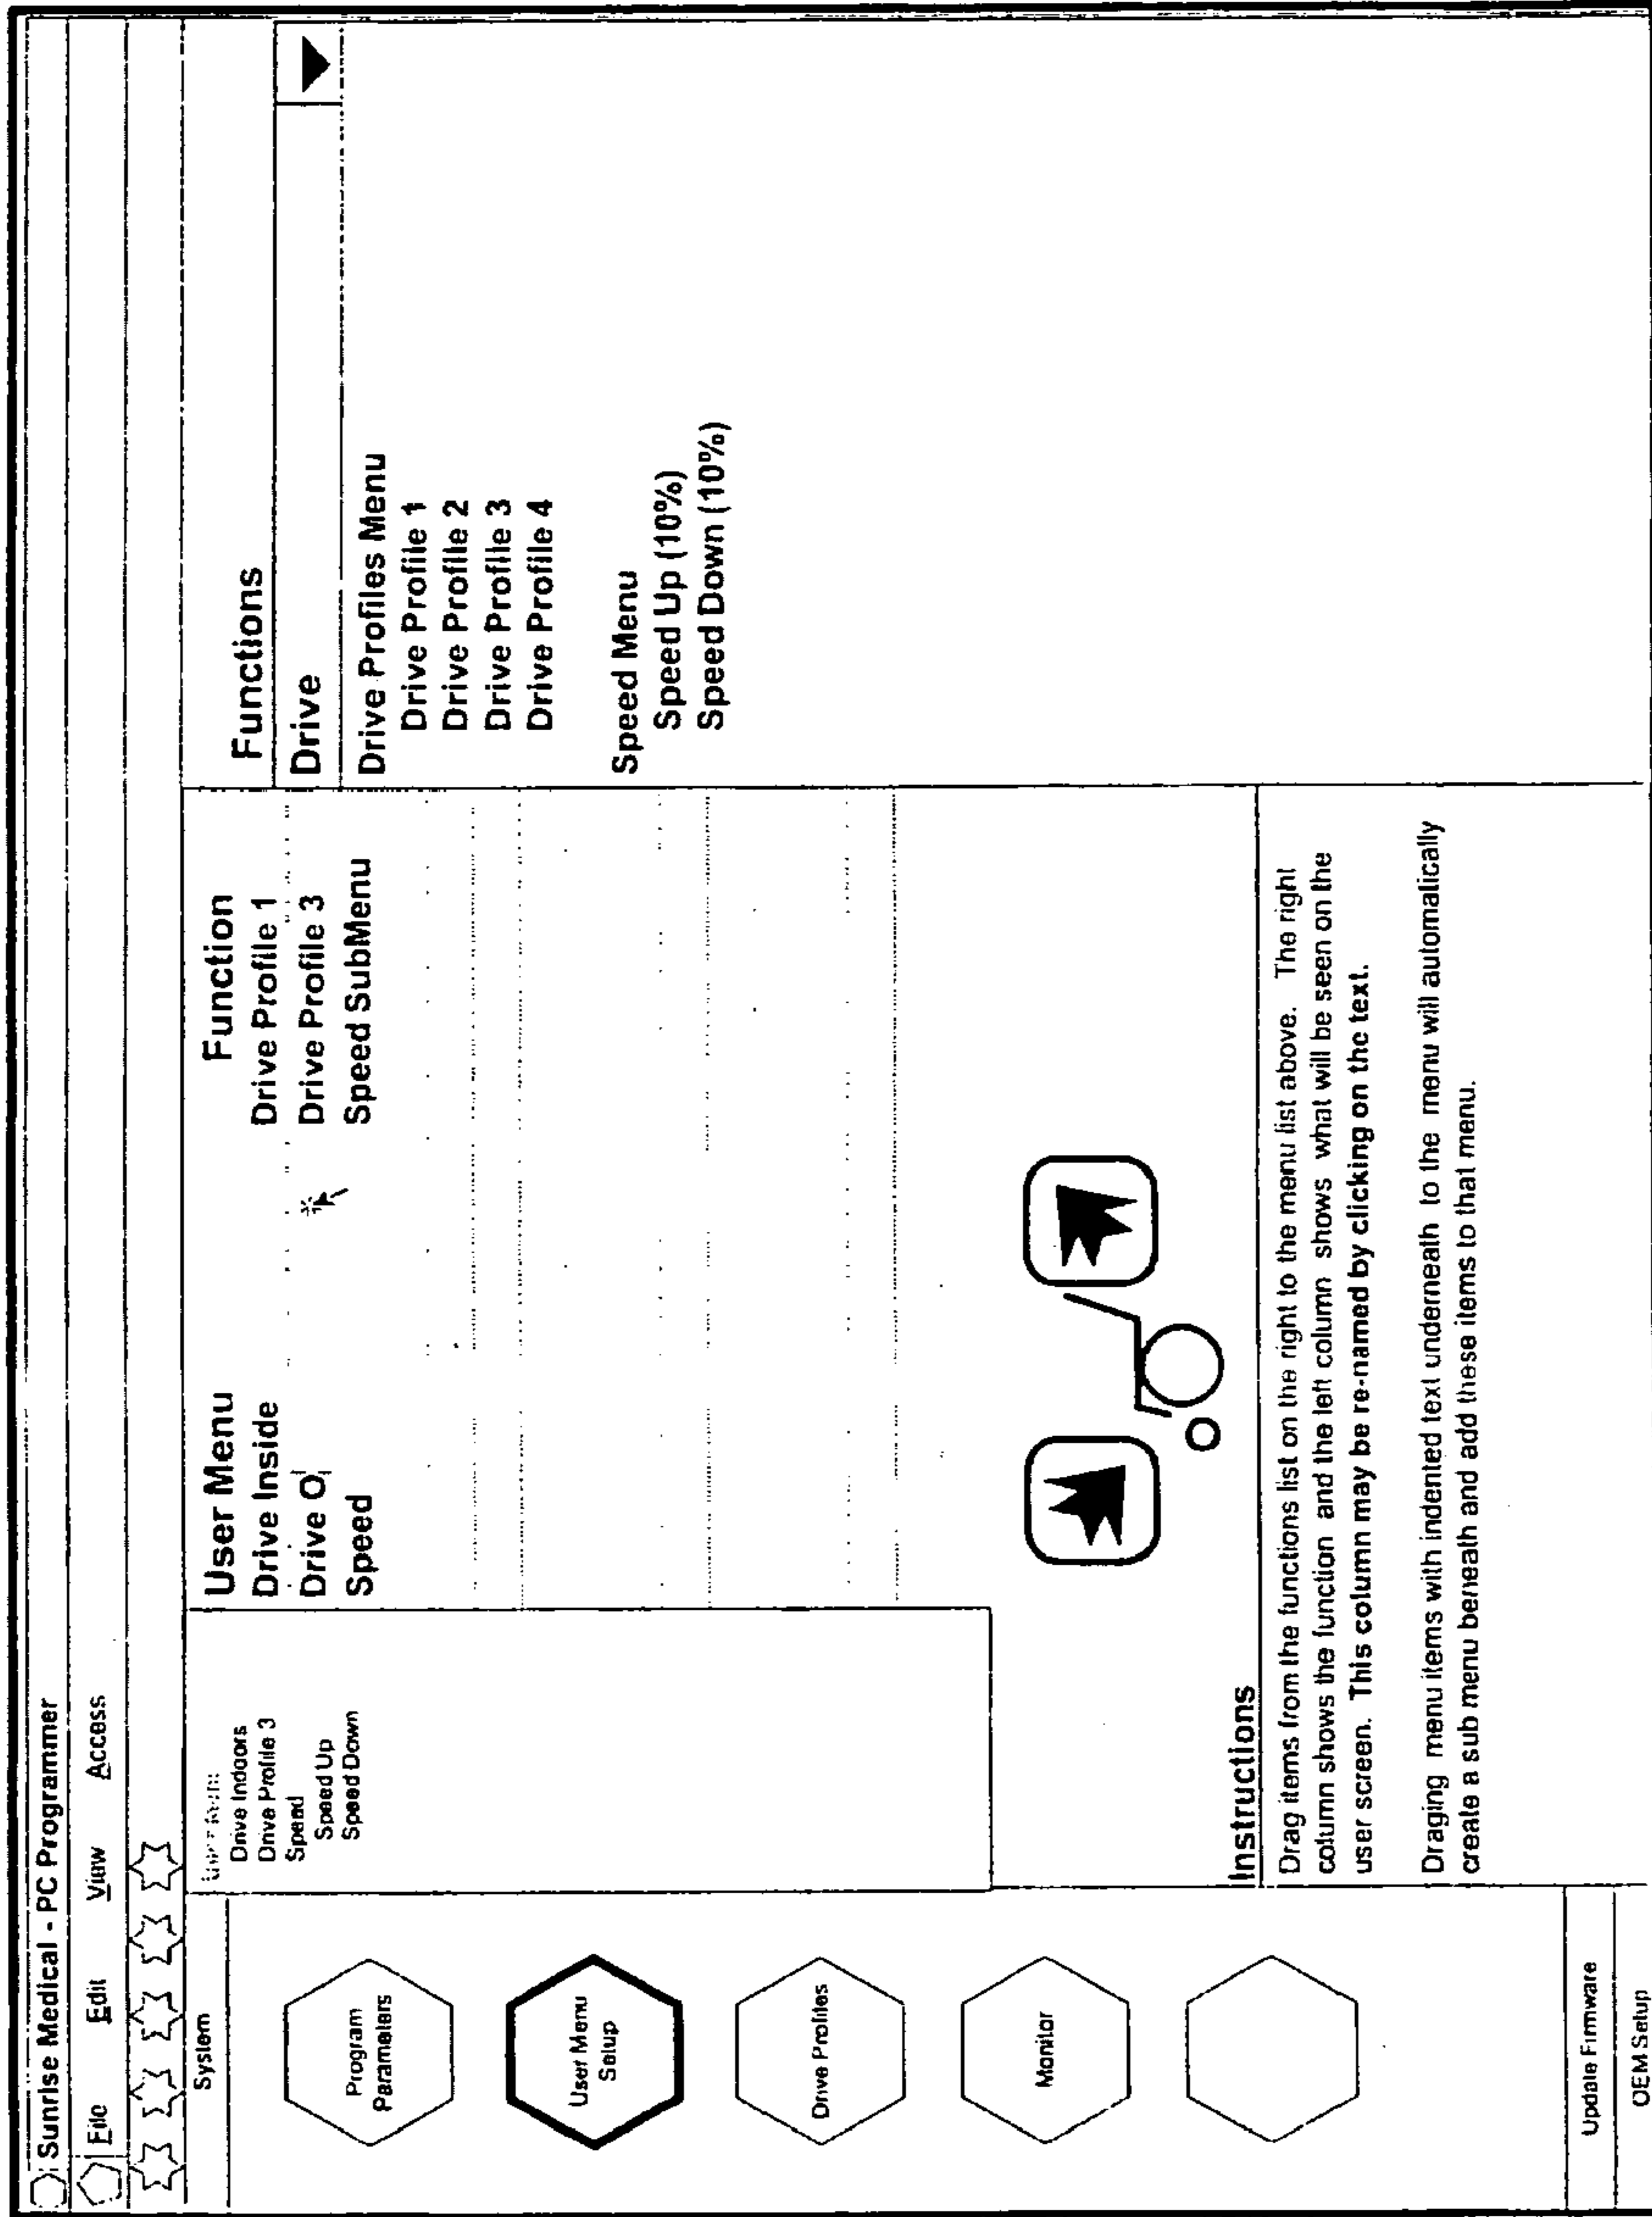 Sunrise Medical - PC Programmer
File Edit View Access
System
Program
Parameters
User Menu
Setup
Drive Profiles
Monitor
Update Firmware
OEM Setup
Drive Indoors
Drive Profile 3
Speed
Speed Up
Speed Down
User Menu Function
Drive Inside Drive Profile 1
Drive O Drive Profile 3
Speed Speed SubMenu
Instructions
Drag items from the functions list on the right to the menu list above. The right
column shows the function and the left column shows what will be seen on the
user screen. This column may be re-named by clicking on the text.
Draging menu items with indented text underneath to the menu will automatically
create a sub menu beneath and add these items to that menu.
Functions
Drive
Drive Profiles Menu
Drive Profile 1
Drive Profile 2
Drive Profile 3
Drive Profile 4
Speed Menu
Speed Up (10%)
Speed Down (10%)